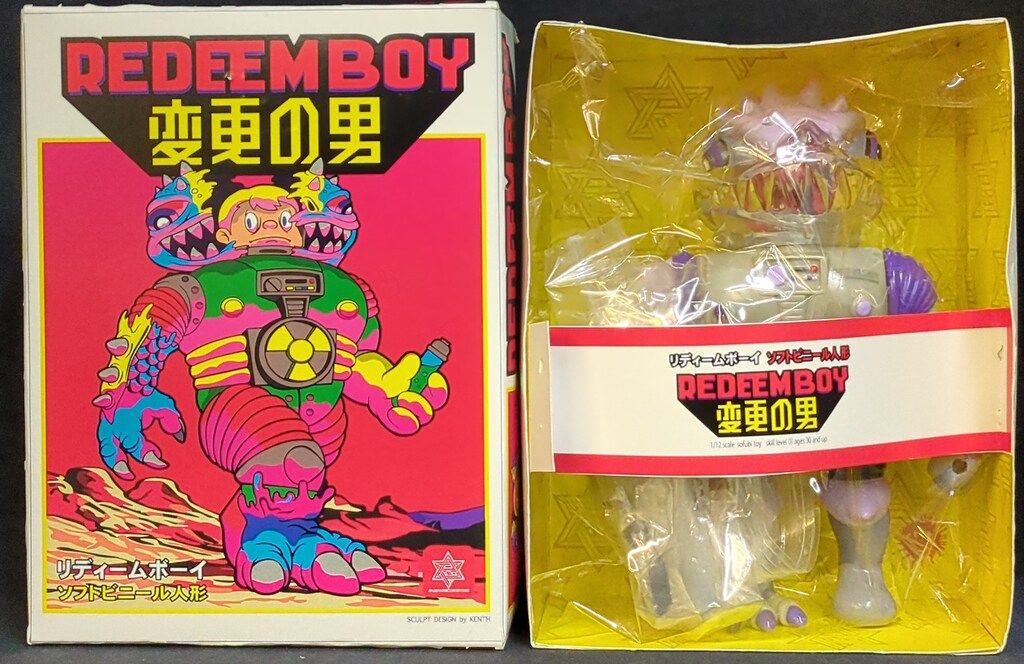 REDEEMBOY
変更の男
リディームボーイ
ソフトビニール人形
SCULPT DESIGN by KENTH
リディームボーイ ソフトビニール人形
REDEEMBOY
変更の男
1/12 scale sofubi toy skill level 0 ages 30 and up